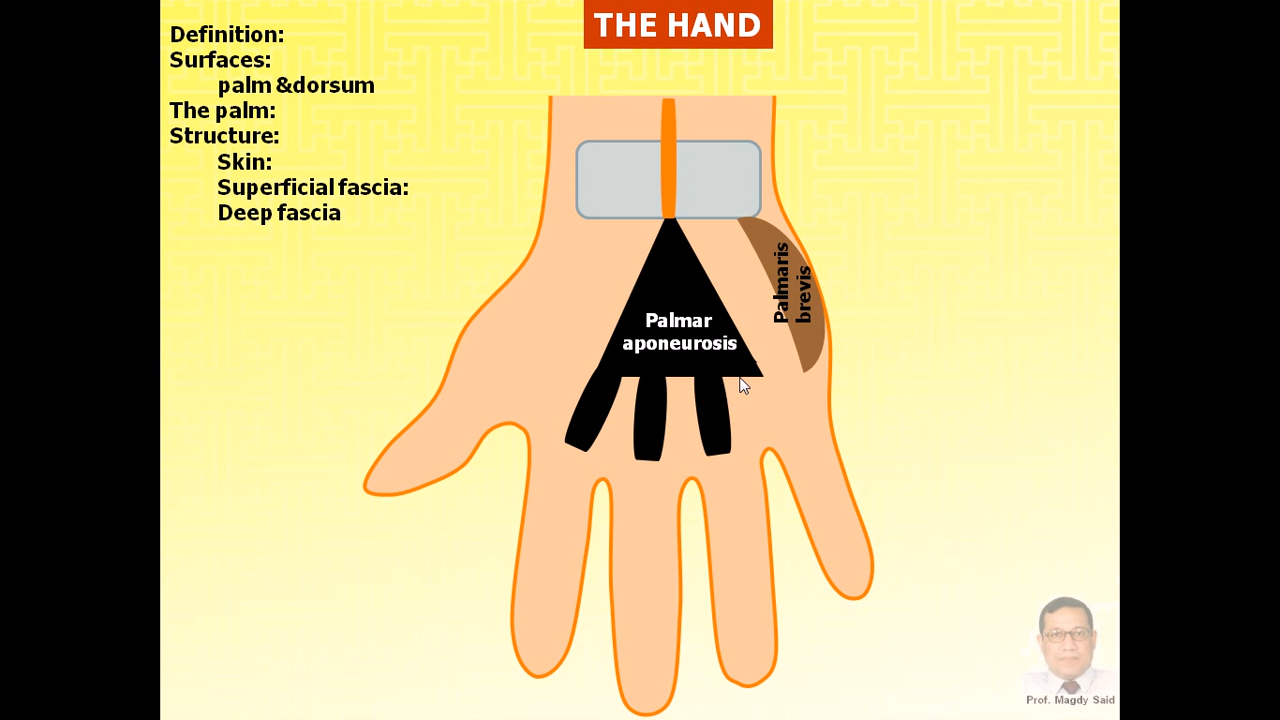 THE HAND
Definition:
Surfaces:
palm &dorsum
The palm:
Structure:
Skin:
Superficial fascia:
Deep fascia
Palmaris
brevis
Palmar
aponeurosis
Prof. Magdy Said